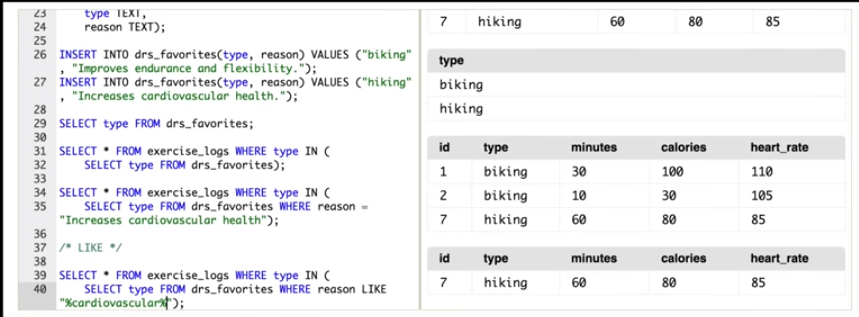 23 type TEXT,
24 reason TEXT);
25
26 INSERT INTO drs_favorites(type, reason) VALUES ("biking"
, "Improves endurance and flexibility.");
27 INSERT INTO drs_favorites(type, reason) VALUES ("hiking"
, "Increases cardiovascular health.");
28
29 SELECT type FROM drs_favorites;
30
31 SELECT * FROM exercise_logs WHERE type IN (
32 SELECT type FROM drs_favorites);
33
34 SELECT * FROM exercise_logs WHERE type IN (
35 SELECT type FROM drs_favorites WHERE reason =
"Increases cardiovascular health");
36
37 /* LIKE */
38
39 SELECT * FROM exercise_logs WHERE type IN (
40 SELECT type FROM drs_favorites WHERE reason LIKE
"%cardiovascular%");
7 hiking 60 80 85
type
biking
hiking
id type minutes calories heart_rate
1 biking 30 100 110
2 biking 10 30 105
7 hiking 60 80 85
id type minutes calories heart_rate
7 hiking 60 80 85